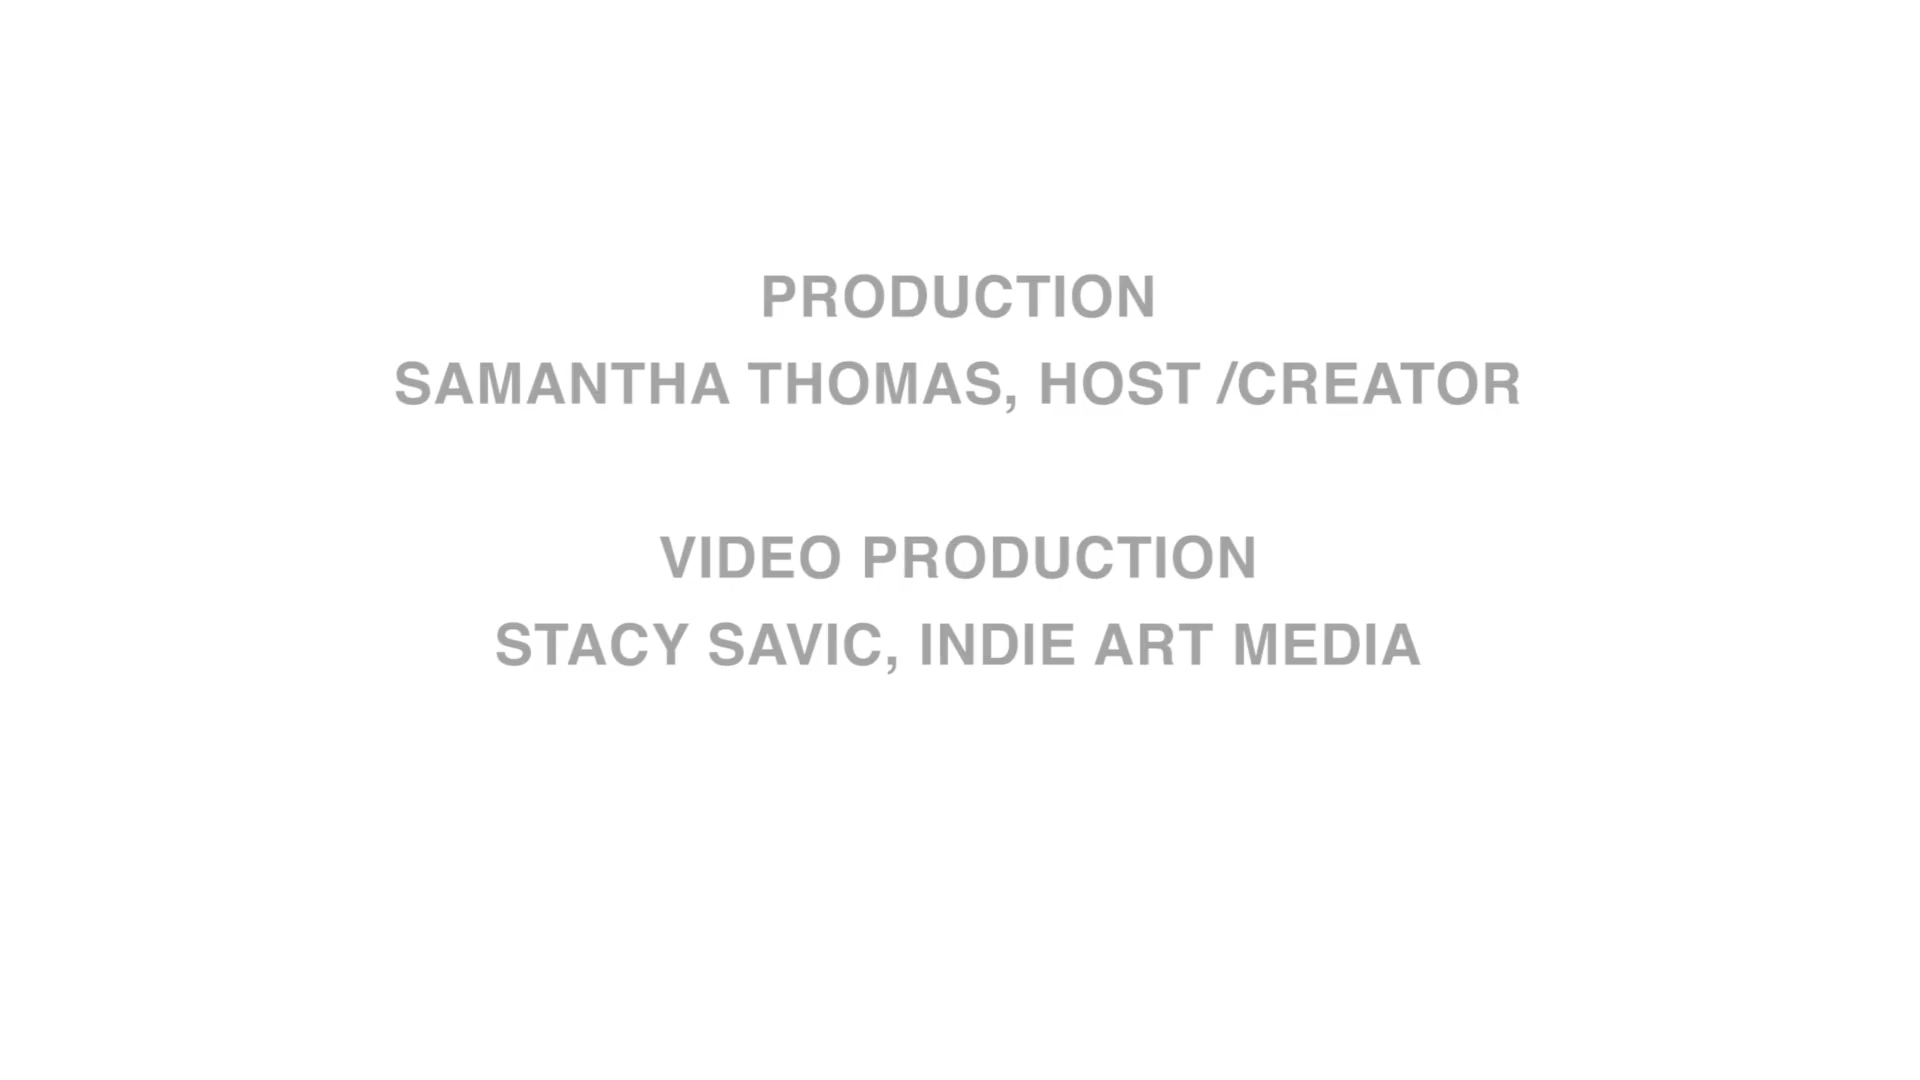 PRODUCTION
SAMANTHA THOMAS, HOST /CREATOR
VIDEO PRODUCTION
STACY SAVIC, INDIE ART MEDIA